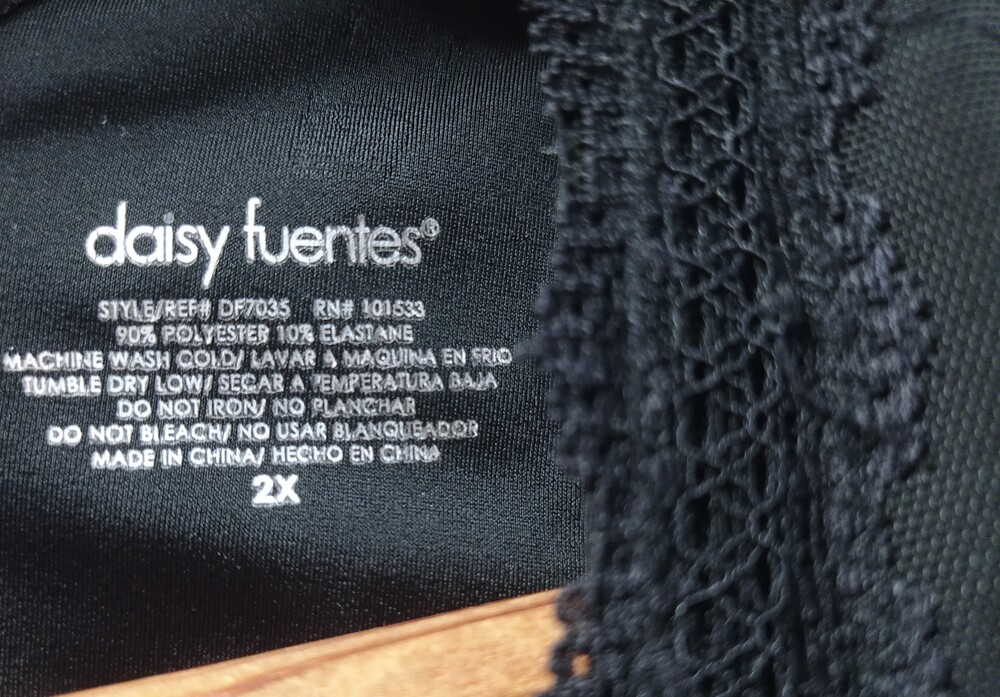 daisy fuentes®
STYLE/REF# DF7035 RN# 101533
90% POLYESTER 10% ELASTANE
MACHINE WASH COLD/ LAVAR A MAQUINA EN FRIO
TUMBLE DRY LOW/ SECAR A TEMPERATURA BAJA
DO NOT IRON/ NO PLANCHAR
DO NOT BLEACH/ NO USAR BLANQUEADOR
MADE IN CHINA/ HECHO EN CHINA
2X